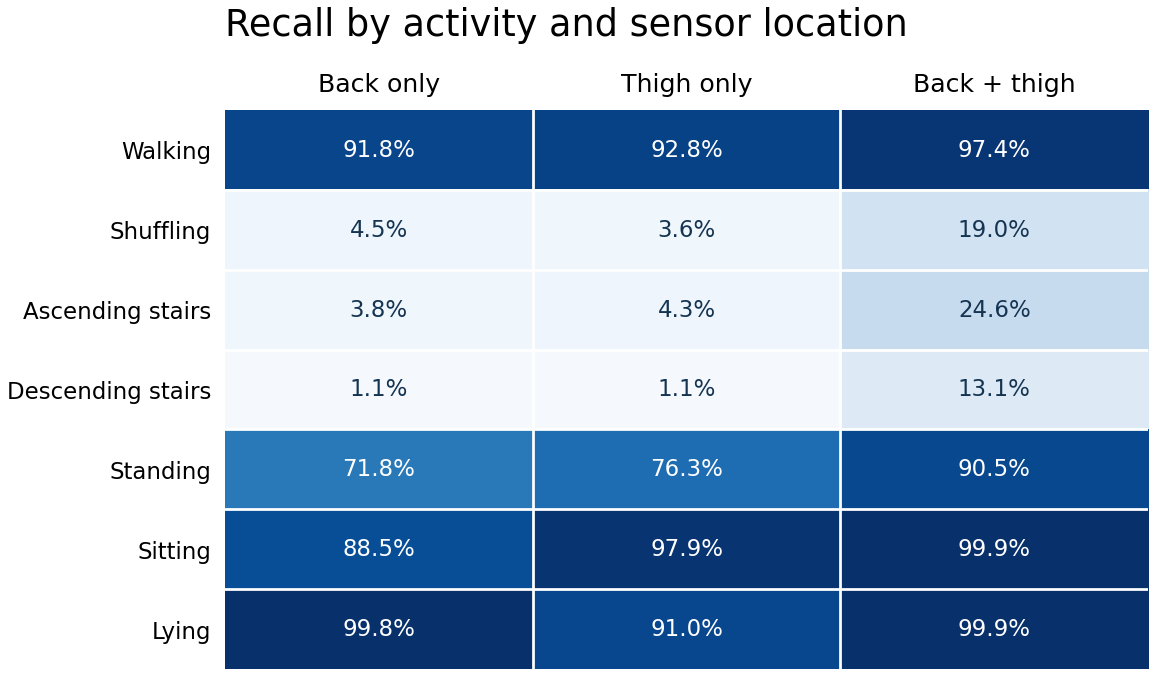 Recall by activity and sensor location
Back only Thigh only Back + thigh
Walking 91.8% 92.8% 97.4%
Shuffling 4.5% 3.6% 19.0%
Ascending stairs 3.8% 4.3% 24.6%
Descending stairs 1.1% 1.1% 13.1%
Standing 71.8% 76.3% 90.5%
Sitting 88.5% 97.9% 99.9%
Lying 99.8% 91.0% 99.9%